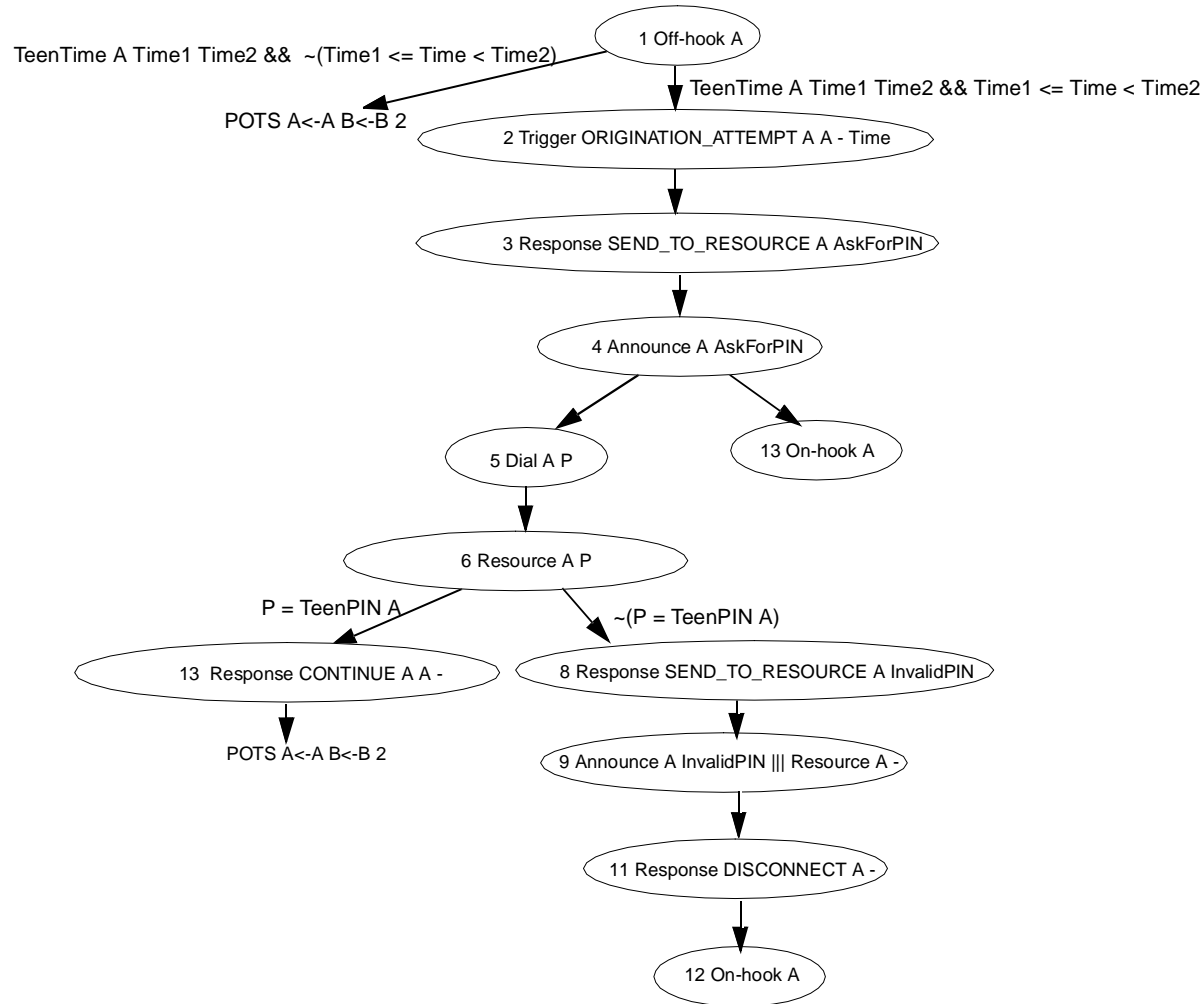 1 Off-hook A
TeenTime A Time1 Time2 && ~(Time1 <= Time < Time2)
TeenTime A Time1 Time2 && Time1 <= Time < Time2
POTS A<-A B<-B 2
2 Trigger ORIGINATION_ATTEMPT A A - Time
3 Response SEND_TO_RESOURCE A AskForPIN
4 Announce A AskForPIN
5 Dial A P
13 On-hook A
6 Resource A P
P = TeenPIN A
~(P = TeenPIN A)
13 Response CONTINUE A A -
8 Response SEND_TO_RESOURCE A InvalidPIN
POTS A<-A B<-B 2
9 Announce A InvalidPIN ||| Resource A -
11 Response DISCONNECT A -
12 On-hook A